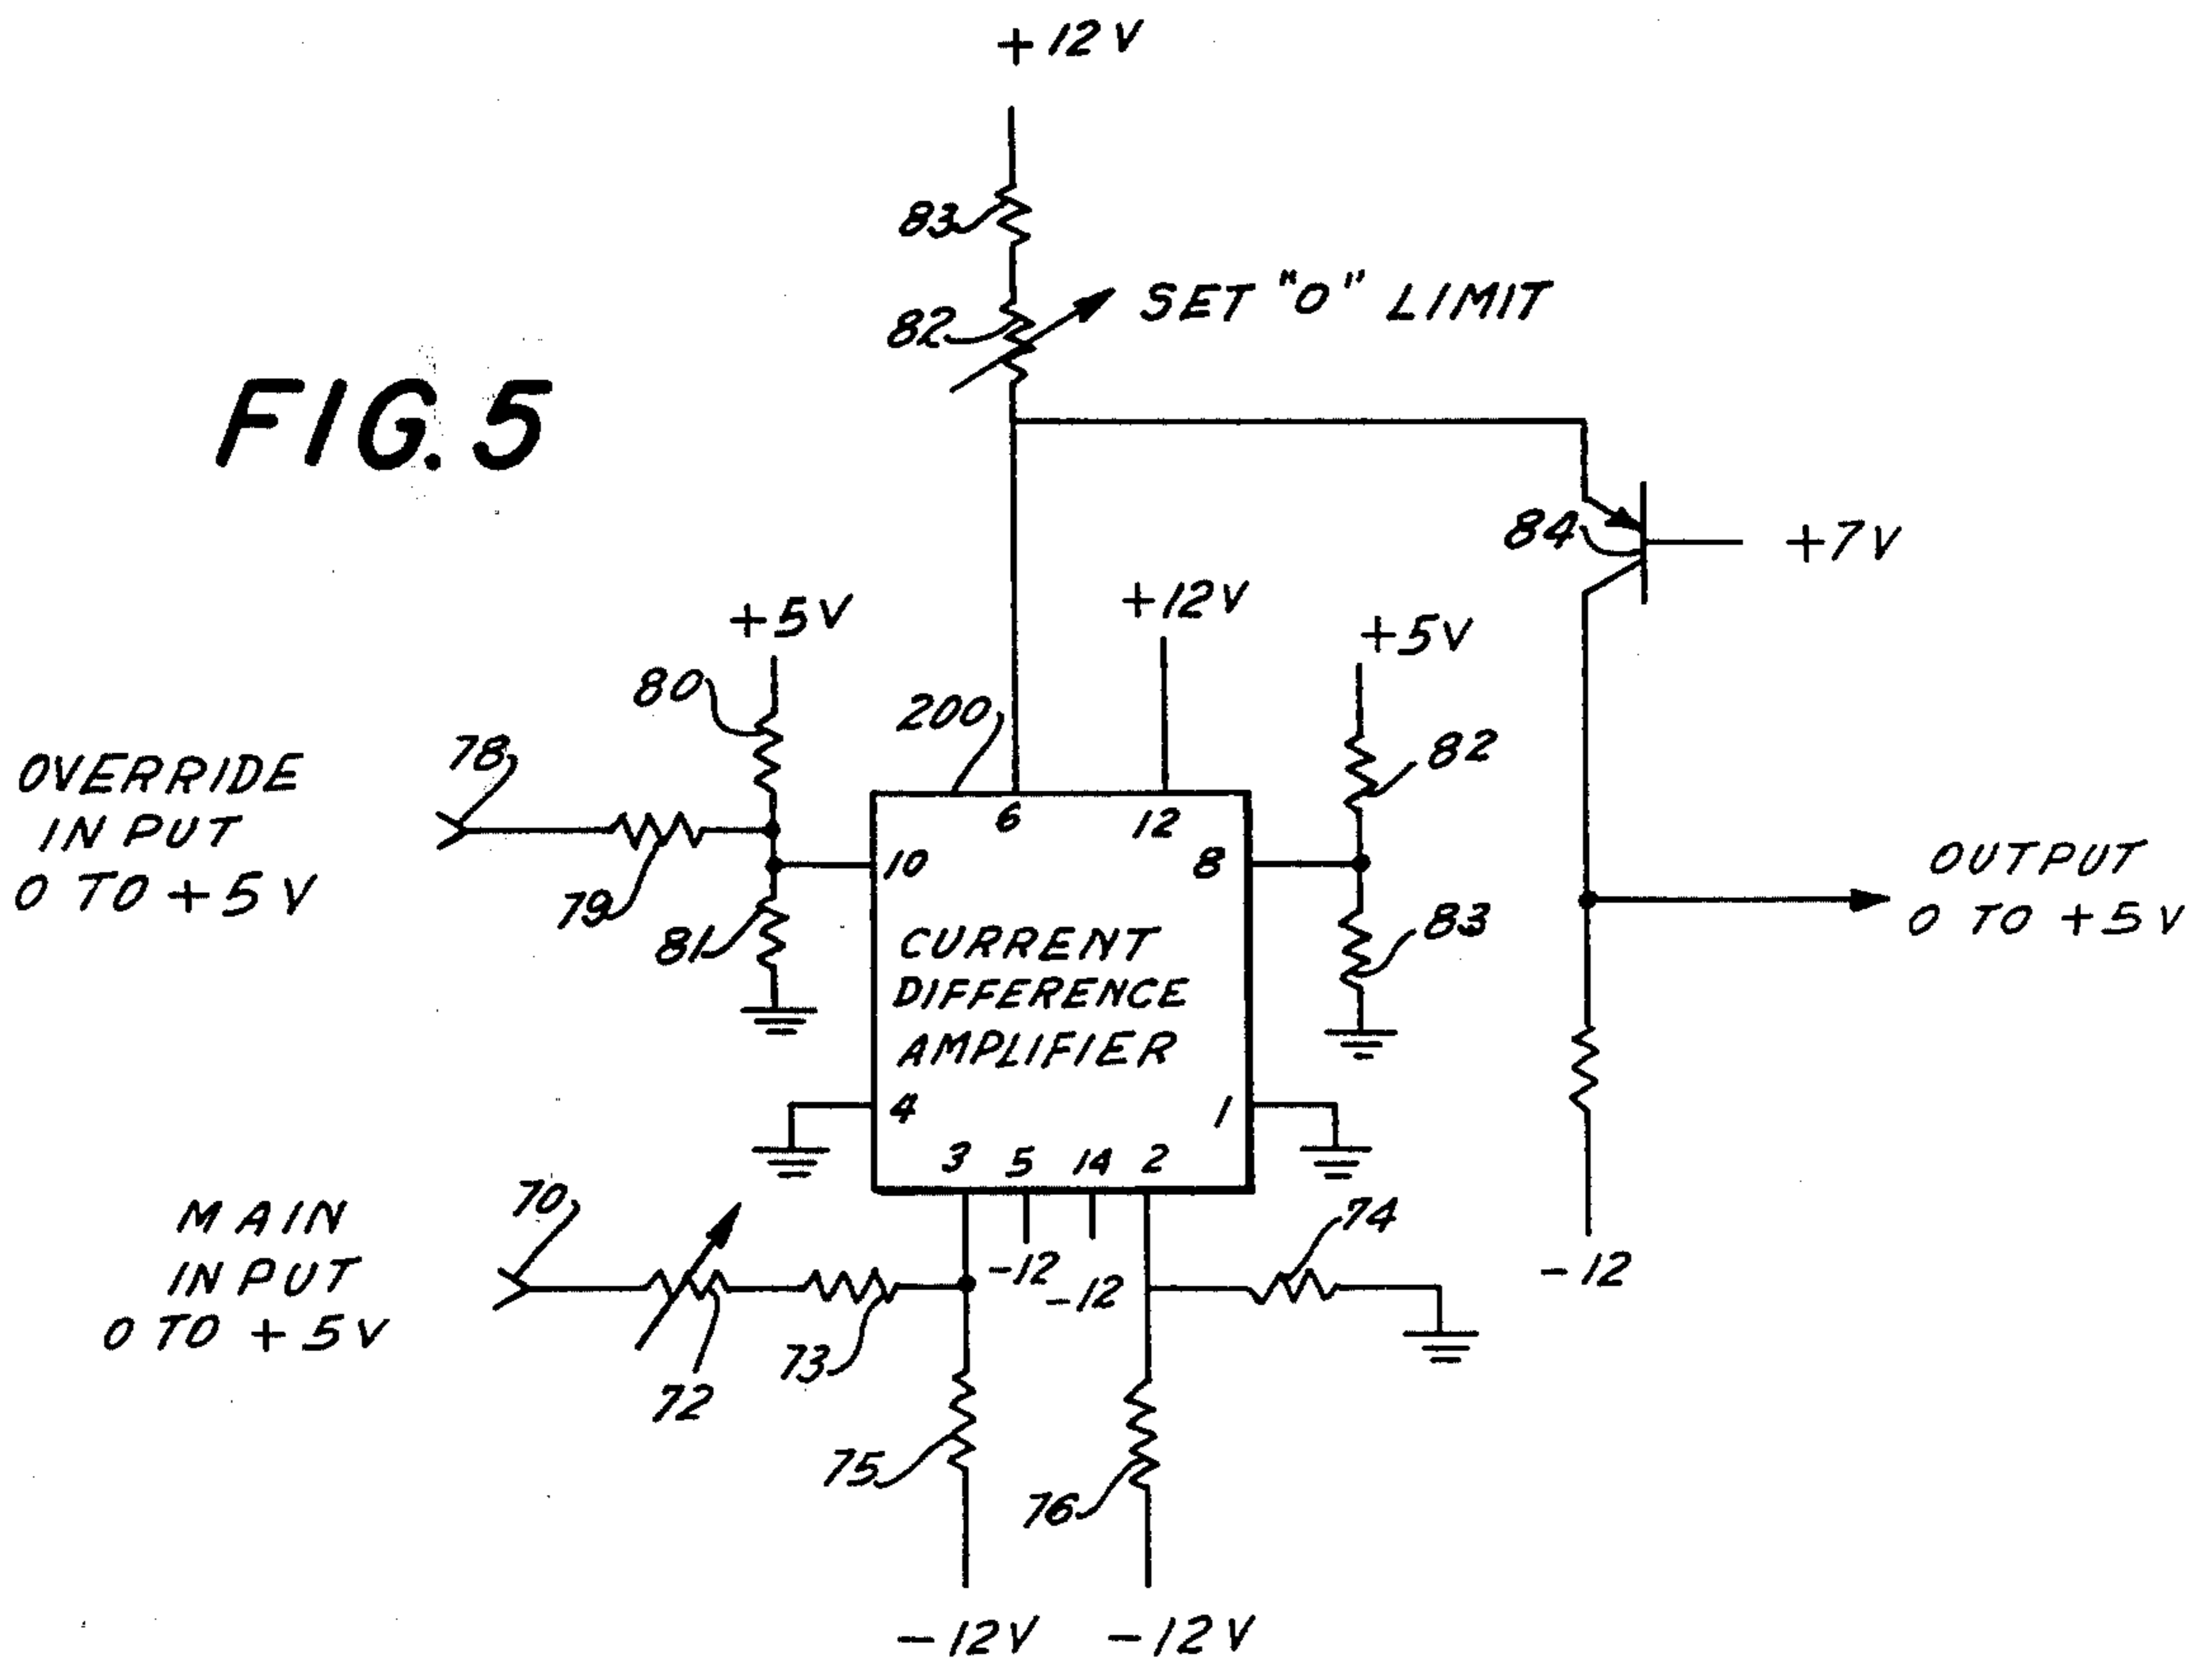 +12V
83
82
SET "0" LIMIT
FIG. 5
84
+7V
+5V
+12V
+5V
80
200
82
78
OVERRIDE
INPUT
0 TO +5V
79
81
6
12
10
8
83
CURRENT
DIFFERENCE
AMPLIFIER
OUTPUT
0 TO +5V
4
1
3
5
14
2
70
MAIN
INPUT
0 TO +5V
72
73
-12
-12
74
-12
75
76
-12V
-12V